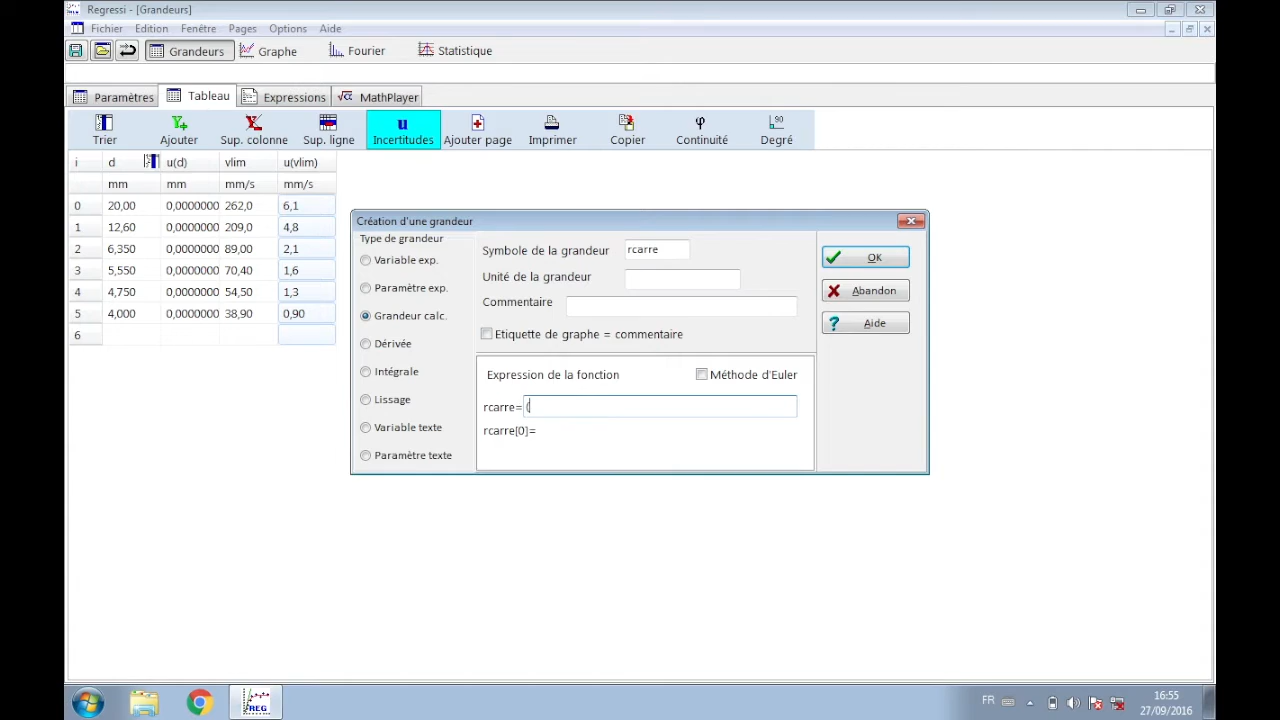 Regressi - [Grandeurs]
Fichier Edition Fenêtre Pages Options Aide
Grandeurs Graphe Fourier Statistique
Paramètres Tableau Expressions MathPlayer
Trier Ajouter Sup. colonne Sup. ligne Incertitudes Ajouter page Imprimer Copier Continuité Degré
i d u(d) vlim u(vlim)
mm mm mm/s mm/s
0 20,00 0,0000000 262,0 6,1
1 12,60 0,0000000 209,0 4,8
2 6,350 0,0000000 89,00 2,1
3 5,550 0,0000000 70,40 1,6
4 4,750 0,0000000 54,50 1,3
5 4,000 0,0000000 38,90 0,90
6
Création d'une grandeur
Type de grandeur
Variable exp.
Paramètre exp.
Grandeur calc.
Dérivée
Intégrale
Lissage
Variable texte
Paramètre texte
Symbole de la grandeur rcarre
Unité de la grandeur
Commentaire
Etiquette de graphe = commentaire
Expression de la fonction Méthode d'Euler
rcarre= (
rcarre[0]=
OK
Abandon
Aide
REG
FR
16:55
27/09/2016